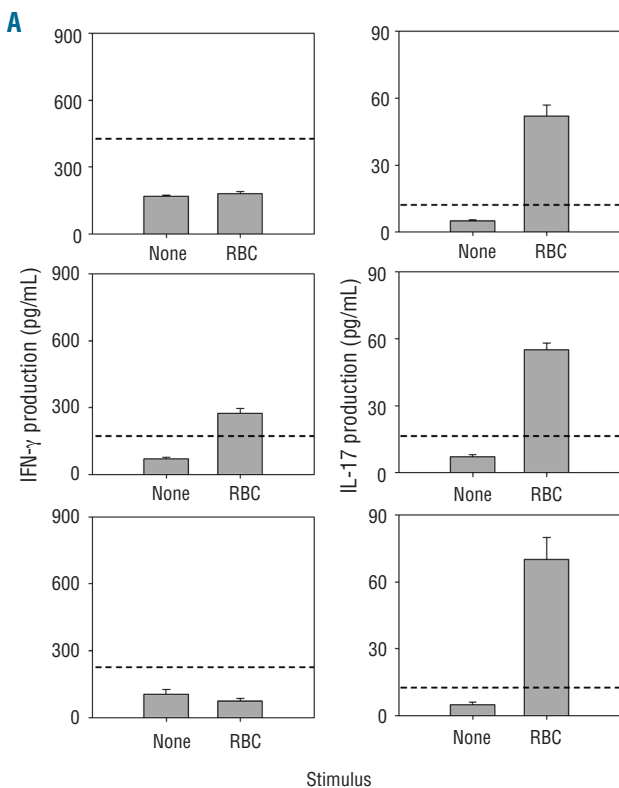 A
IFN-γ production (pg/mL)
900
600
300
0
None RBC
900
600
300
0
None RBC
900
600
300
0
None RBC
IL-17 production (pg/mL)
90
60
30
0
None RBC
90
60
30
0
None RBC
90
60
30
0
None RBC
Stimulus